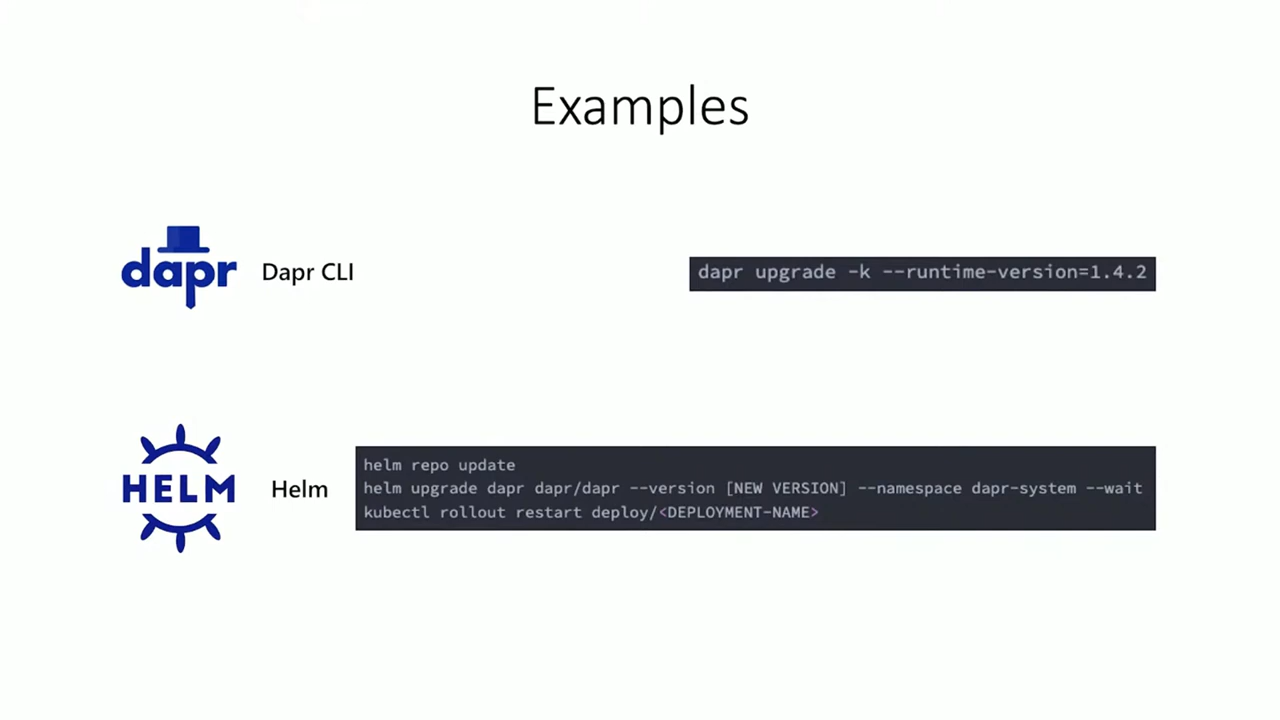 Examples
dapr
Dapr CLI
dapr upgrade -k --runtime-version=1.4.2
HELM
Helm
helm repo update
helm upgrade dapr dapr/dapr --version [NEW VERSION] --namespace dapr-system --wait
kubectl rollout restart deploy/<DEPLOYMENT-NAME>